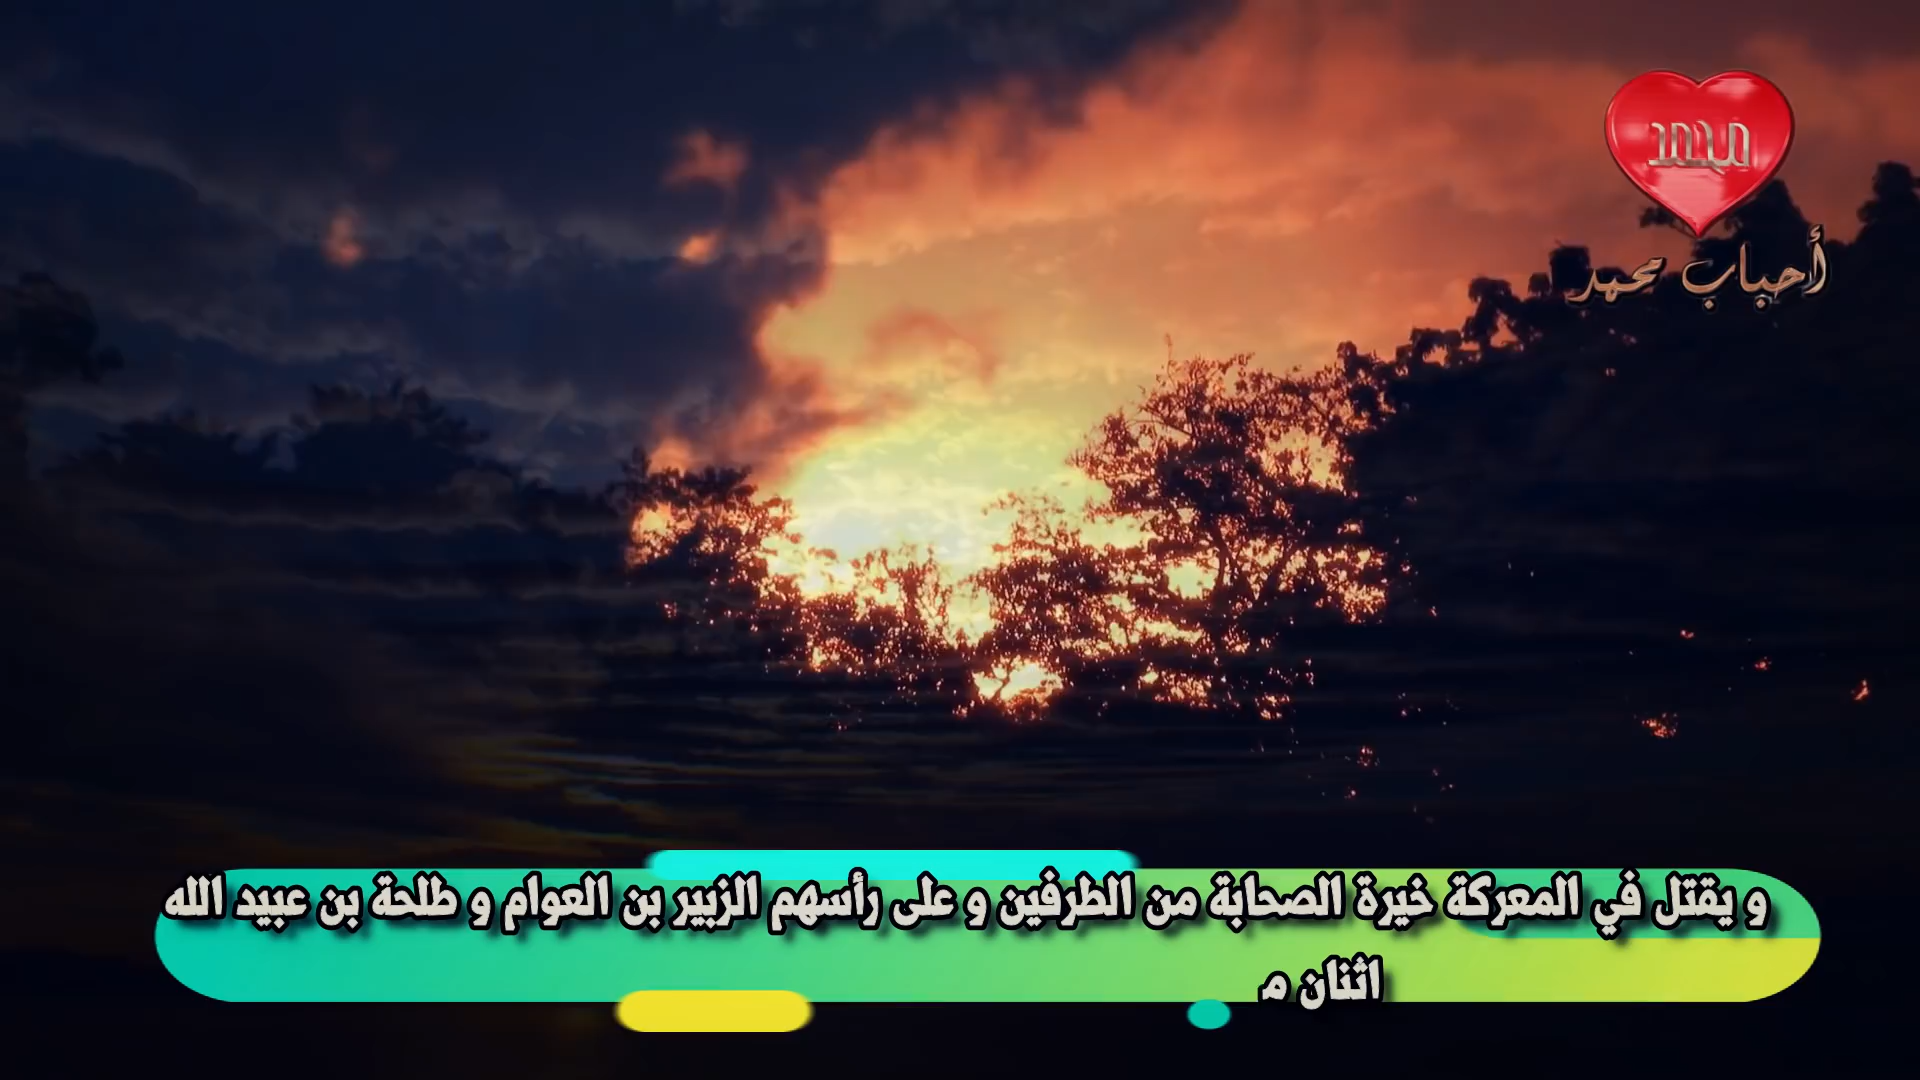 محمد
أحباب محمد
و يقتل في المعركة خيرة الصحابة من الطرفين و على رأسهم الزبير بن العوام و طلحة بن عبيد الله
اثنان م